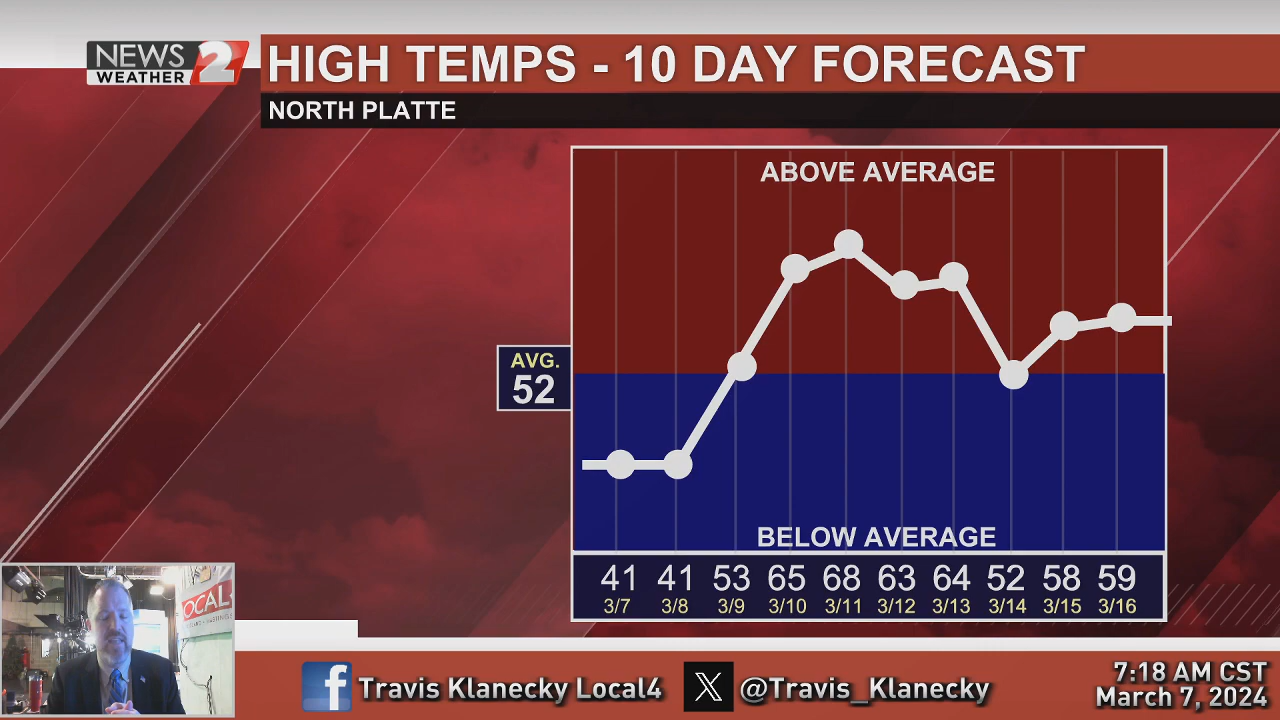 NEWS 2
WEATHER
HIGH TEMPS - 10 DAY FORECAST
NORTH PLATTE
ABOVE AVERAGE
AVG.
52
BELOW AVERAGE
41 41 53 65 68 63 64 52 58 59
3/7 3/8 3/9 3/10 3/11 3/12 3/13 3/14 3/15 3/16
OCAL
f Travis Klanecky Local4 X @Travis_Klanecky
7:18 AM CST
March 7, 2024